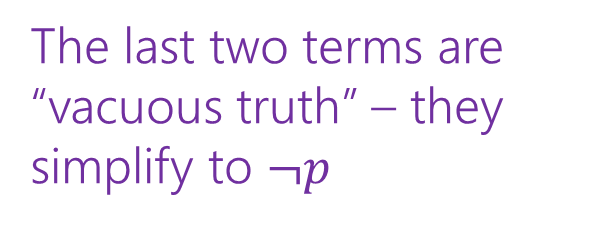 The last two terms are
“vacuous truth” – they
simplify to ¬𝑝